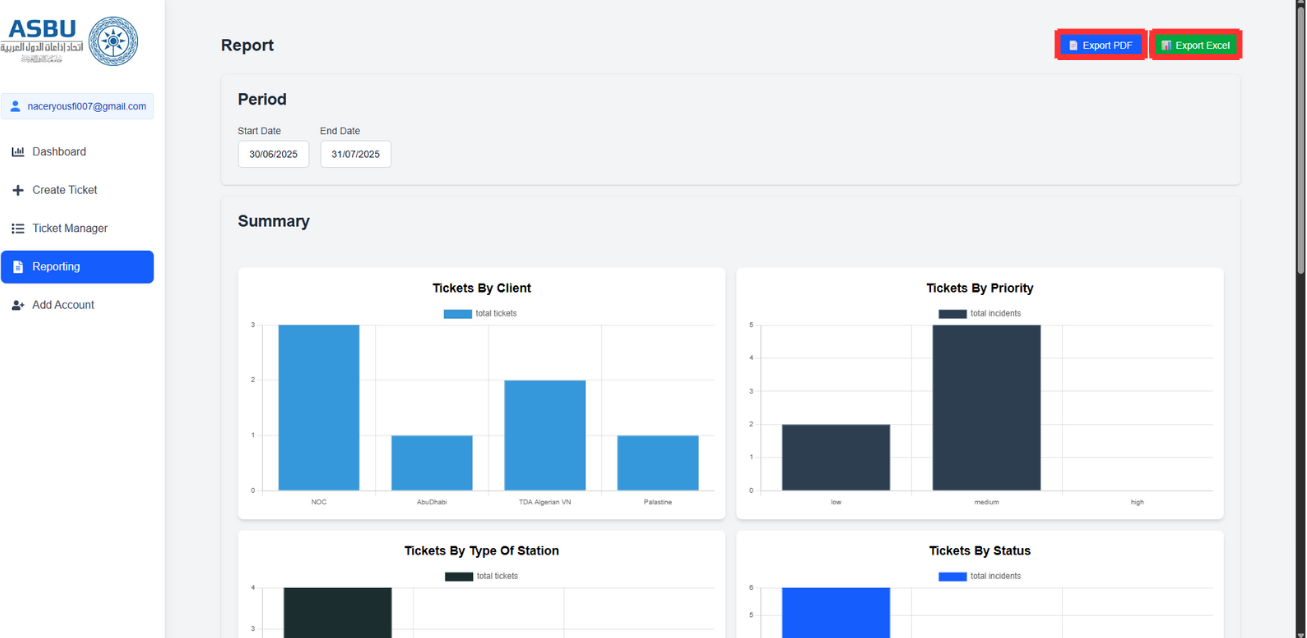 ASBU
اتحاد إذاعات الدول العربية
naceryousfi007@gmail.com
Dashboard
Create Ticket
Ticket Manager
Reporting
Add Account
Report
Export PDF
Export Excel
Period
Start Date
End Date
30/06/2025
31/07/2025
Summary
Tickets By Client
total tickets
3
2
1
0
NOC
AbuDhabi
TDA Algerian VN
Palastine
Tickets By Priority
total incidents
5
4
3
2
1
0
low
medium
high
Tickets By Type Of Station
total tickets
4
3
Tickets By Status
total incidents
6
5